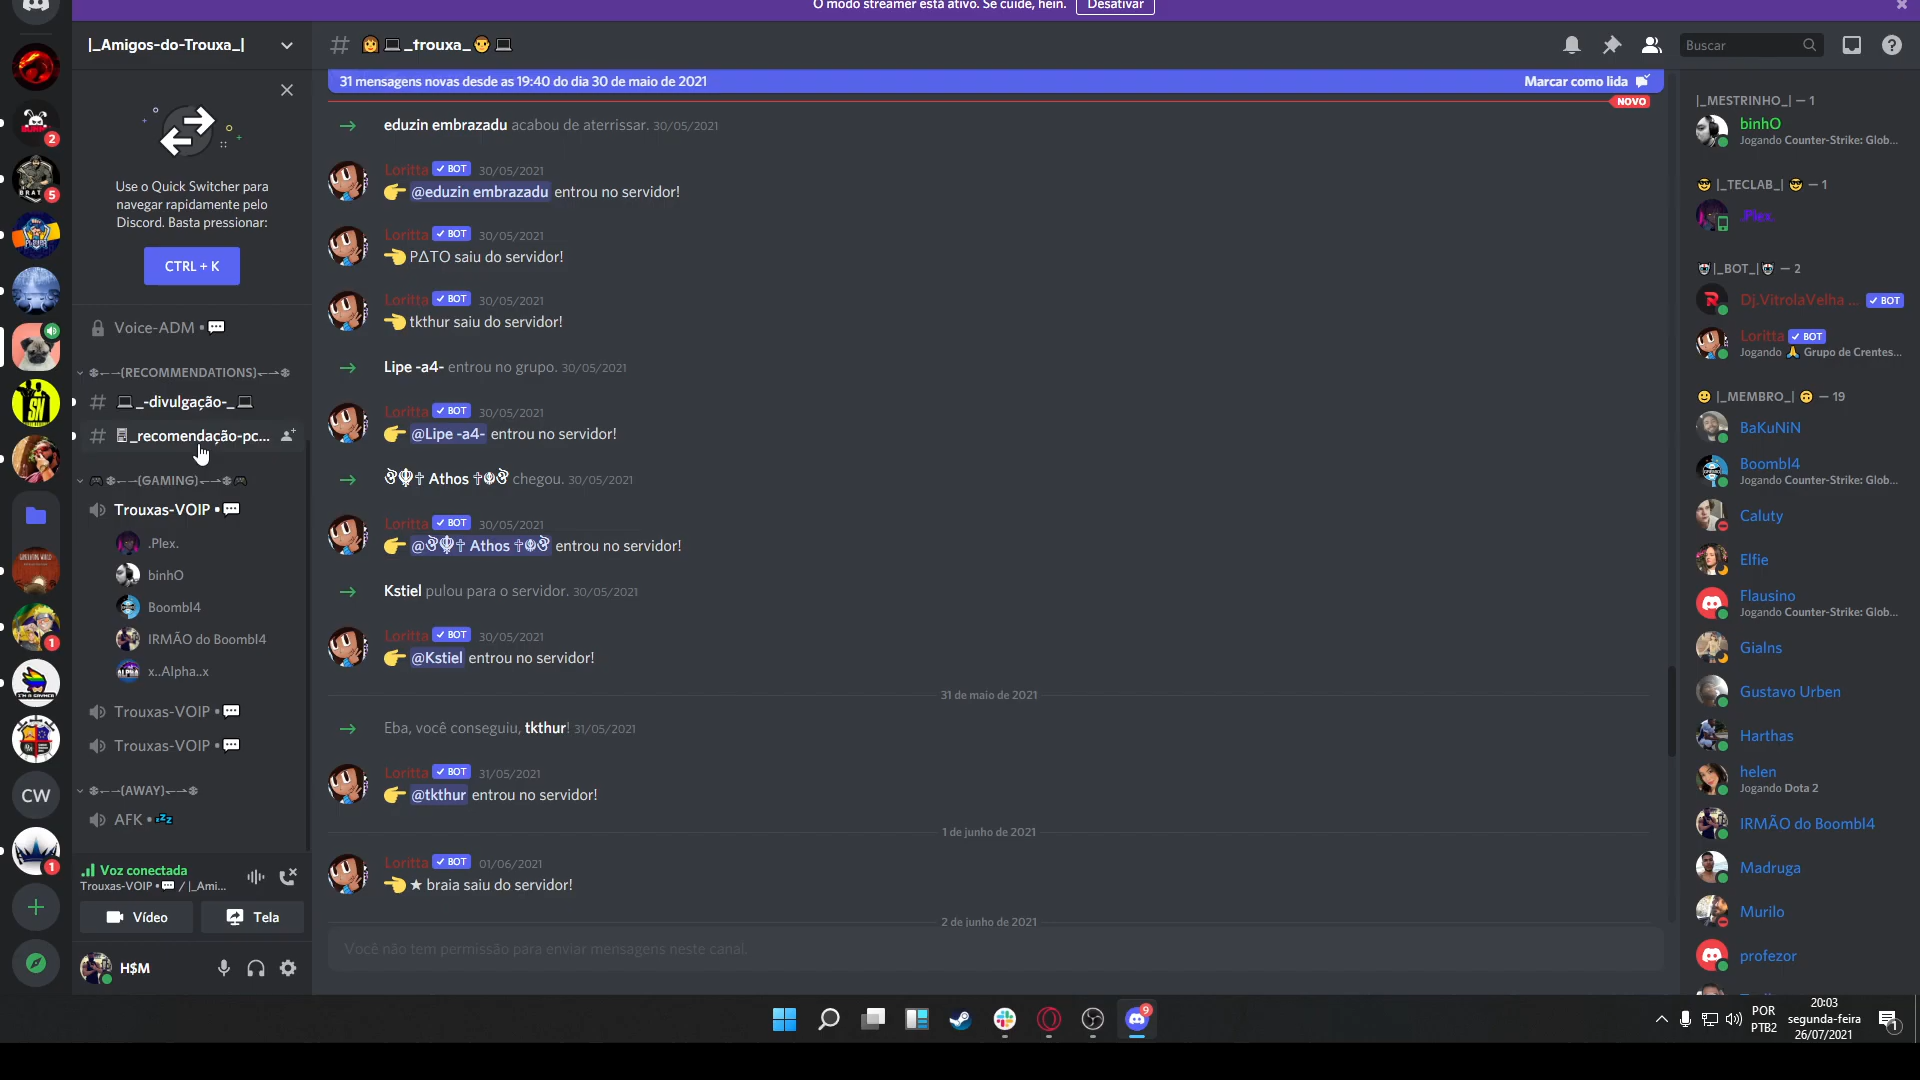 O modo streamer está ativo. Se cuide, hein.
Desativar
|_Amigos-do-Trouxa_|
Use o Quick Switcher para
navegar rapidamente pelo
Discord. Basta pressionar:
CTRL + K
Voice-ADM •
(RECOMMENDATIONS)
_-divulgação-_
_recomendação-pc...
(GAMING)
Trouxas-VOIP •
.Plex.
binhO
Boombl4
IRMÃO do Boombl4
x..Alpha..x
Trouxas-VOIP •
Trouxas-VOIP •
(AWAY)
AFK •
Voz conectada
Trouxas-VOIP • / |_Ami...
Vídeo
Tela
H$M
2
5
SN
1
CW
1
# _trouxa_
Buscar
31 mensagens novas desde as 19:40 do dia 30 de maio de 2021
Marcar como lida
NOVO
eduzin embrazadu acabou de aterrissar. 30/05/2021
Loritta BOT 30/05/2021
@eduzin embrazadu entrou no servidor!
Loritta BOT 30/05/2021
PΔTO saiu do servidor!
Loritta BOT 30/05/2021
tkthur saiu do servidor!
Lipe -a4- entrou no grupo. 30/05/2021
Loritta BOT 30/05/2021
@Lipe -a4- entrou no servidor!
Athos chegou. 30/05/2021
Loritta BOT 30/05/2021
Athos entrou no servidor!
Kstiel pulou para o servidor. 30/05/2021
Loritta BOT 30/05/2021
@Kstiel entrou no servidor!
31 de maio de 2021
Eba, você conseguiu, tkthur! 31/05/2021
Loritta BOT 31/05/2021
@tkthur entrou no servidor!
1 de junho de 2021
Loritta BOT 01/06/2021
★ braia saiu do servidor!
2 de junho de 2021
Você não tem permissão para enviar mensagens neste canal.
|_MESTRINHO_| — 1
binhO
Jogando Counter-Strike: Glob...
|_TECLAB_| — 1
.Plex.
|_BOT_| — 2
Dj.VitrolaVelha ... BOT
Loritta BOT
Jogando 🙏 Grupo de Crentes...
|_MEMBRO_| — 19
BaKuNiN
Boombl4
Jogando Counter-Strike: Glob...
Caluty
Elfie
Flausino
Jogando Counter-Strike: Glob...
Gialns
Gustavo Urben
Harthas
helen
Jogando Dota 2
IRMÃO do Boombl4
Madruga
Murilo
profezor
9
POR
PTB2
20:03
segunda-feira
26/07/2021
1